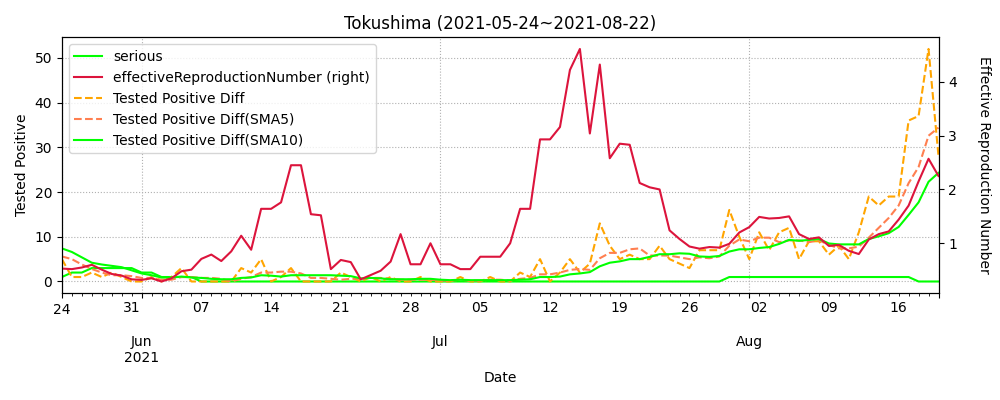 Tokushima (2021-05-24~2021-08-22)
serious
effectiveReproductionNumber (right)
Tested Positive Diff
Tested Positive Diff(SMA5)
Tested Positive Diff(SMA10)
Tested Positive
50
40
30
20
10
0
Effective Reproduction Number
4
3
2
1
24 31 07 14 21 28 05 12 19 26 02 09 16
Jun Jul Aug
2021
Date